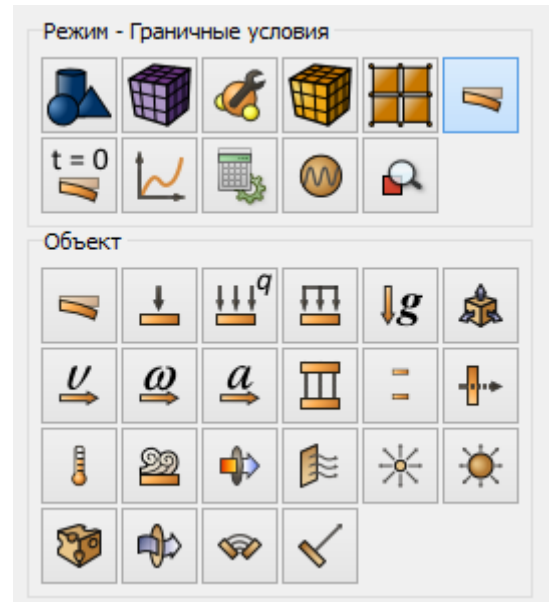 Режим - Граничные условия
t = 0
Объект
q
g
υ ω a